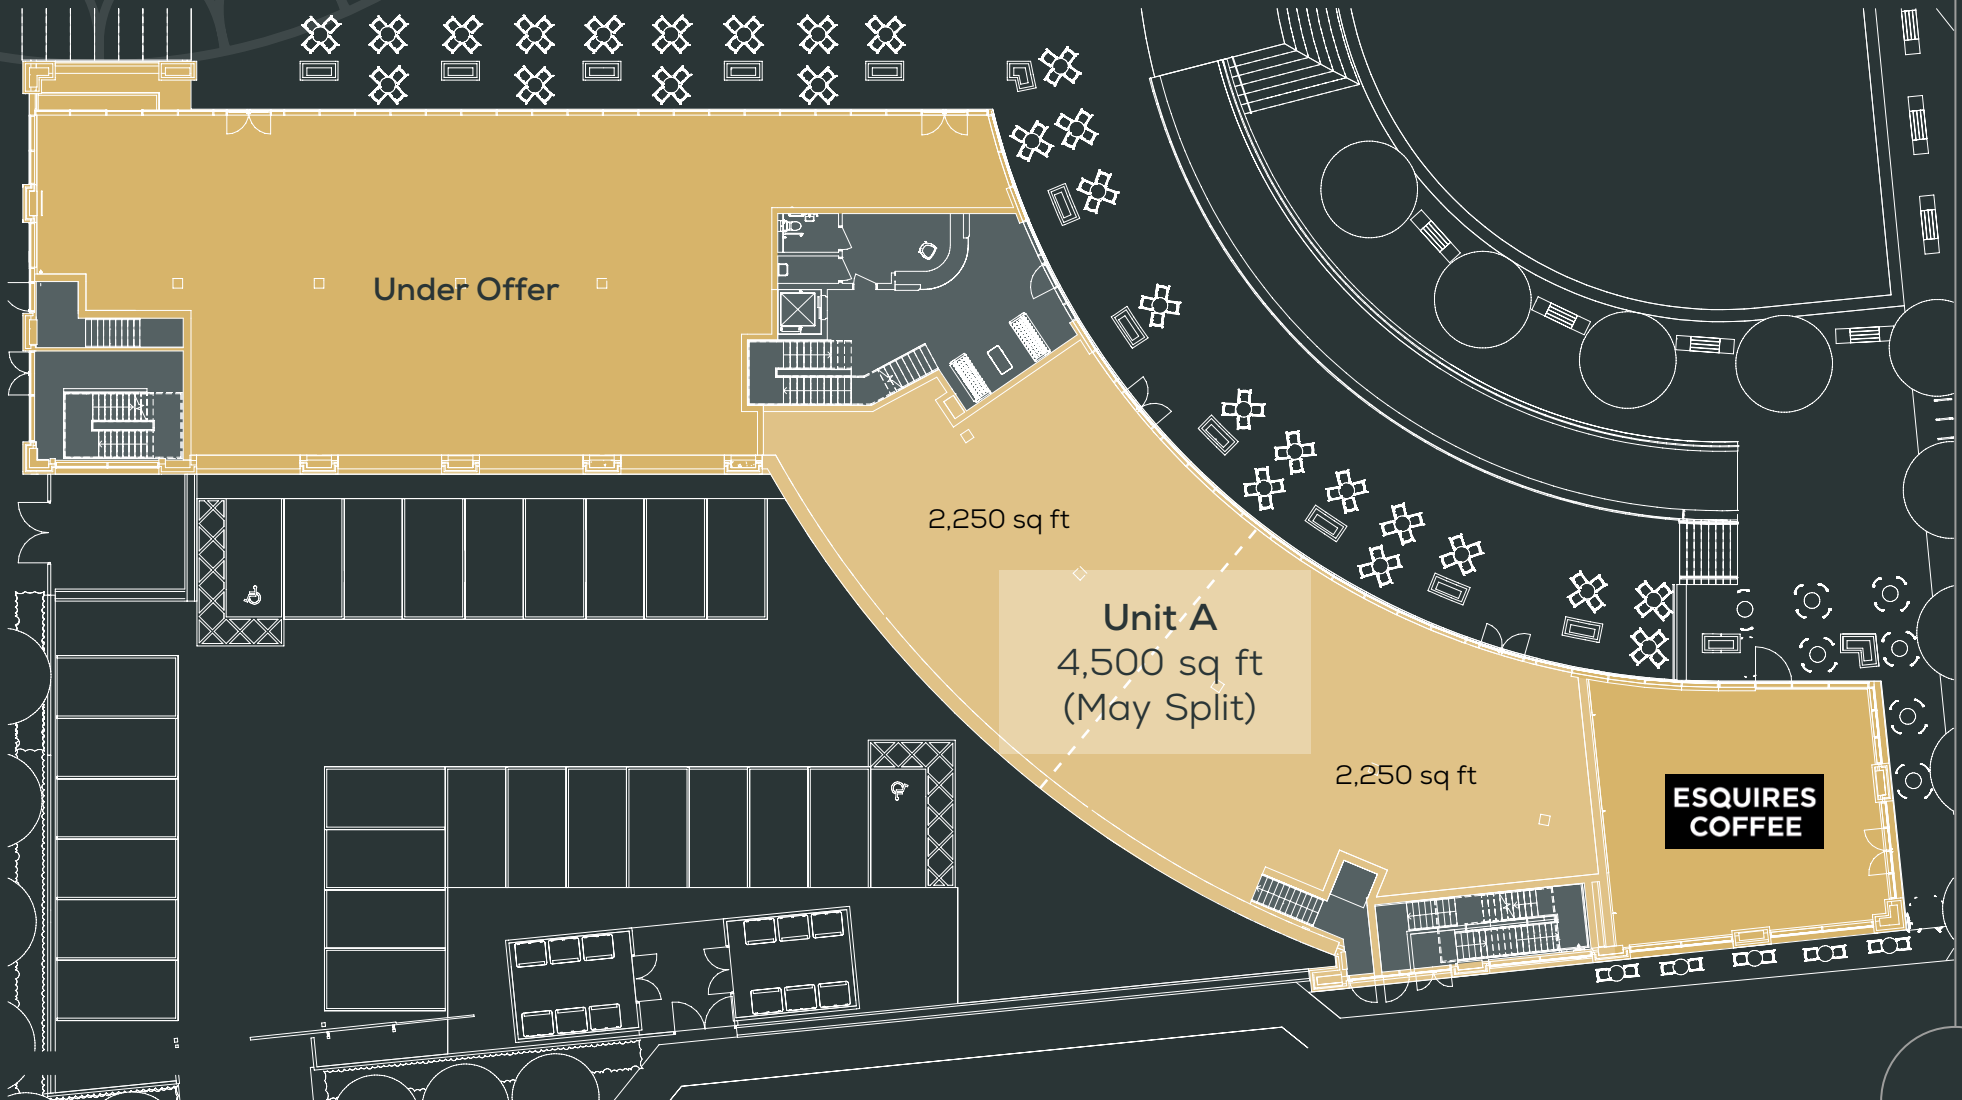 Under Offer
2,250 sq ft
Unit A
4,500 sq ft
(May Split)
2,250 sq ft
ESQUIRES
COFFEE